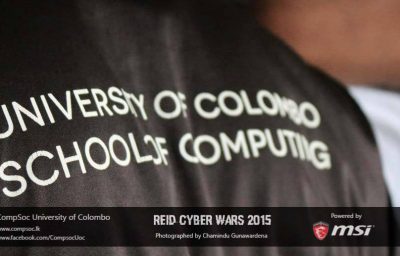 UNIVERSITY OF COLOMBO
SCHOOL OF COMPUTING
CompSoc University of Colombo
www.compsoc.lk
www.facebook.com/CompsocUoc
REID CYBER WARS 2015
Photographed by Chamindu Gunawardena
Powered by
msi